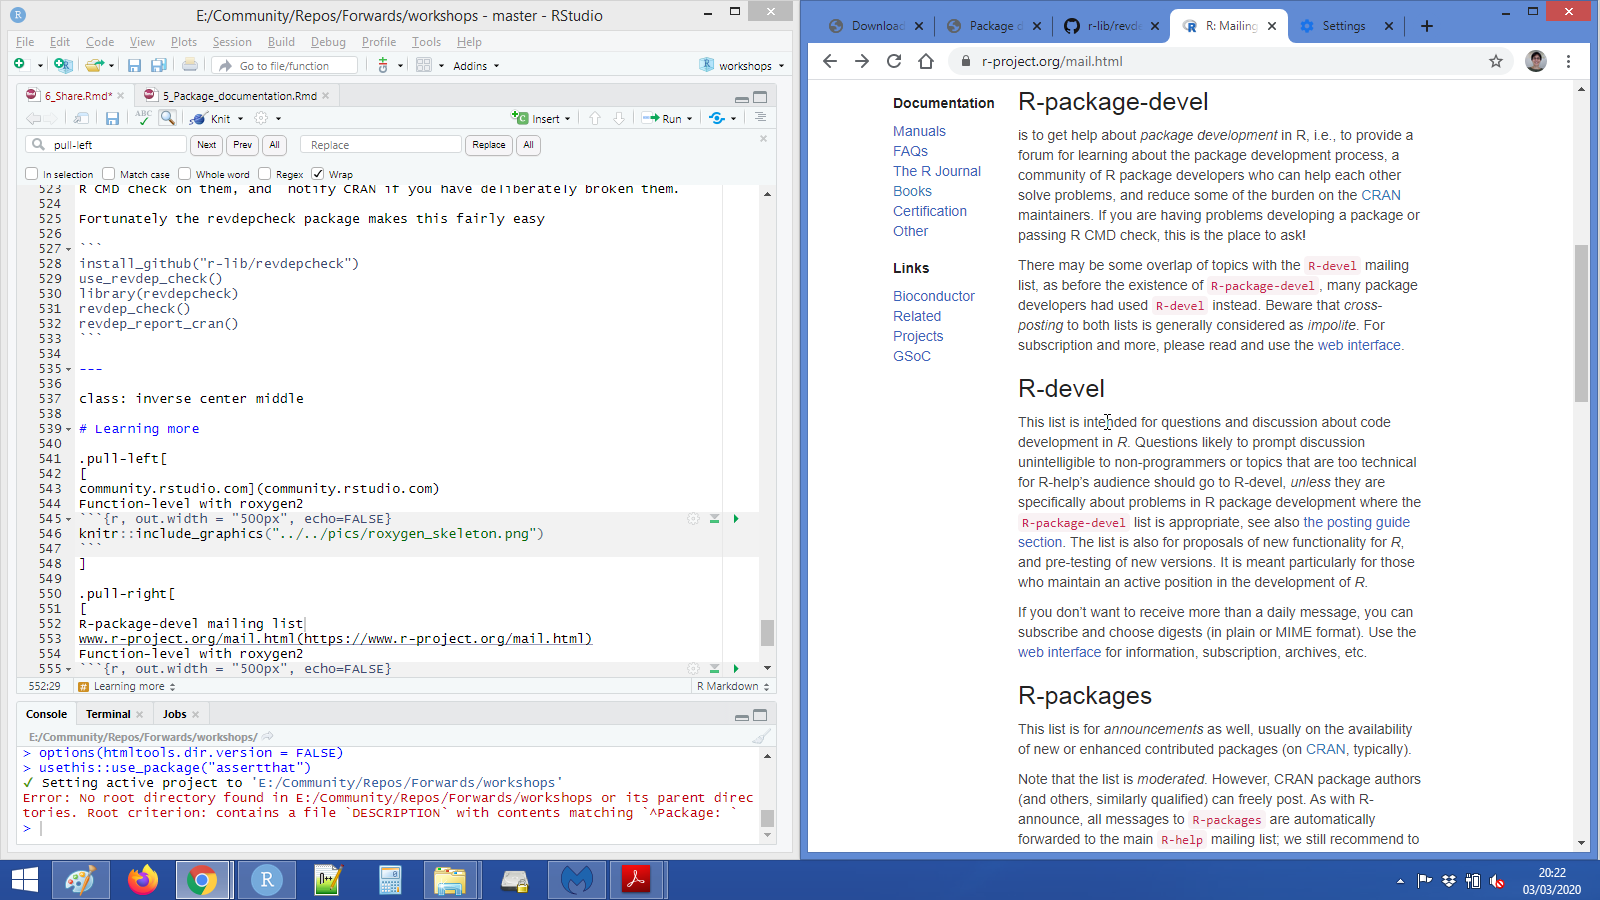 E:/Community/Repos/Forwards/workshops - master - RStudio
File Edit Code View Plots Session Build Debug Profile Tools Help
Go to file/function Addins workshops
6_Share.Rmd* 5_Package_documentation.Rmd
ABC Knit Insert Run
pull-left Next Prev All Replace Replace All
In selection Match case Whole word Regex Wrap
523 R CMD check on them, and notify CRAN if you have deliberately broken them.
524
525 Fortunately the revdepcheck package makes this fairly easy
526
527 ```
528 install_github("r-lib/revdepcheck")
529 use_revdep_check()
530 library(revdepcheck)
531 revdep_check()
532 revdep_report_cran()
533 ```
534
535 ---
536
537 class: inverse center middle
538
539 # Learning more
540
541 .pull-left[
542 [
543 community.rstudio.com](community.rstudio.com)
544 Function-level with roxygen2
545 ```{r, out.width = "500px", echo=FALSE}
546 knitr::include_graphics("../../pics/roxygen_skeleton.png")
547 ```
548 ]
549
550 .pull-right[
551 [
552 R-package-devel mailing list
553 www.r-project.org/mail.html(https://www.r-project.org/mail.html)
554 Function-level with roxygen2
555 ```{r, out.width = "500px", echo=FALSE}
552:29 # Learning more R Markdown
Console Terminal Jobs
E:/Community/Repos/Forwards/workshops/
> options(htmltools.dir.version = FALSE)
> usethis::use_package("assertthat")
✓ Setting active project to 'E:/Community/Repos/Forwards/workshops'
Error: No root directory found in E:/Community/Repos/Forwards/workshops or its parent direc
tories. Root criterion: contains a file `DESCRIPTION` with contents matching `^Package: `
>
Download Package d r-lib/revde R: Mailing Settings
r-project.org/mail.html
Documentation
Manuals
FAQs
The R Journal
Books
Certification
Other
Links
Bioconductor
Related
Projects
GSoC
R-package-devel
is to get help about package development in R, i.e., to provide a
forum for learning about the package development process, a
community of R package developers who can help each other
solve problems, and reduce some of the burden on the CRAN
maintainers. If you are having problems developing a package or
passing R CMD check, this is the place to ask!
There may be some overlap of topics with the R-devel mailing
list, as before the existence of R-package-devel, many package
developers had used R-devel instead. Beware that cross-
posting to both lists is generally considered as impolite. For
subscription and more, please read and use the web interface.
R-devel
This list is intended for questions and discussion about code
development in R. Questions likely to prompt discussion
unintelligible to non-programmers or topics that are too technical
for R-help's audience should go to R-devel, unless they are
specifically about problems in R package development where the
R-package-devel list is appropriate, see also the posting guide
section. The list is also for proposals of new functionality for R,
and pre-testing of new versions. It is meant particularly for those
who maintain an active position in the development of R.
If you don't want to receive more than a daily message, you can
subscribe and choose digests (in plain or MIME format). Use the
web interface for information, subscription, archives, etc.
R-packages
This list is for announcements as well, usually on the availability
of new or enhanced contributed packages (on CRAN, typically).
Note that the list is moderated. However, CRAN package authors
(and others, similarly qualified) can freely post. As with R-
announce, all messages to R-packages are automatically
forwarded to the main R-help mailing list; we still recommend to
20:22
03/03/2020